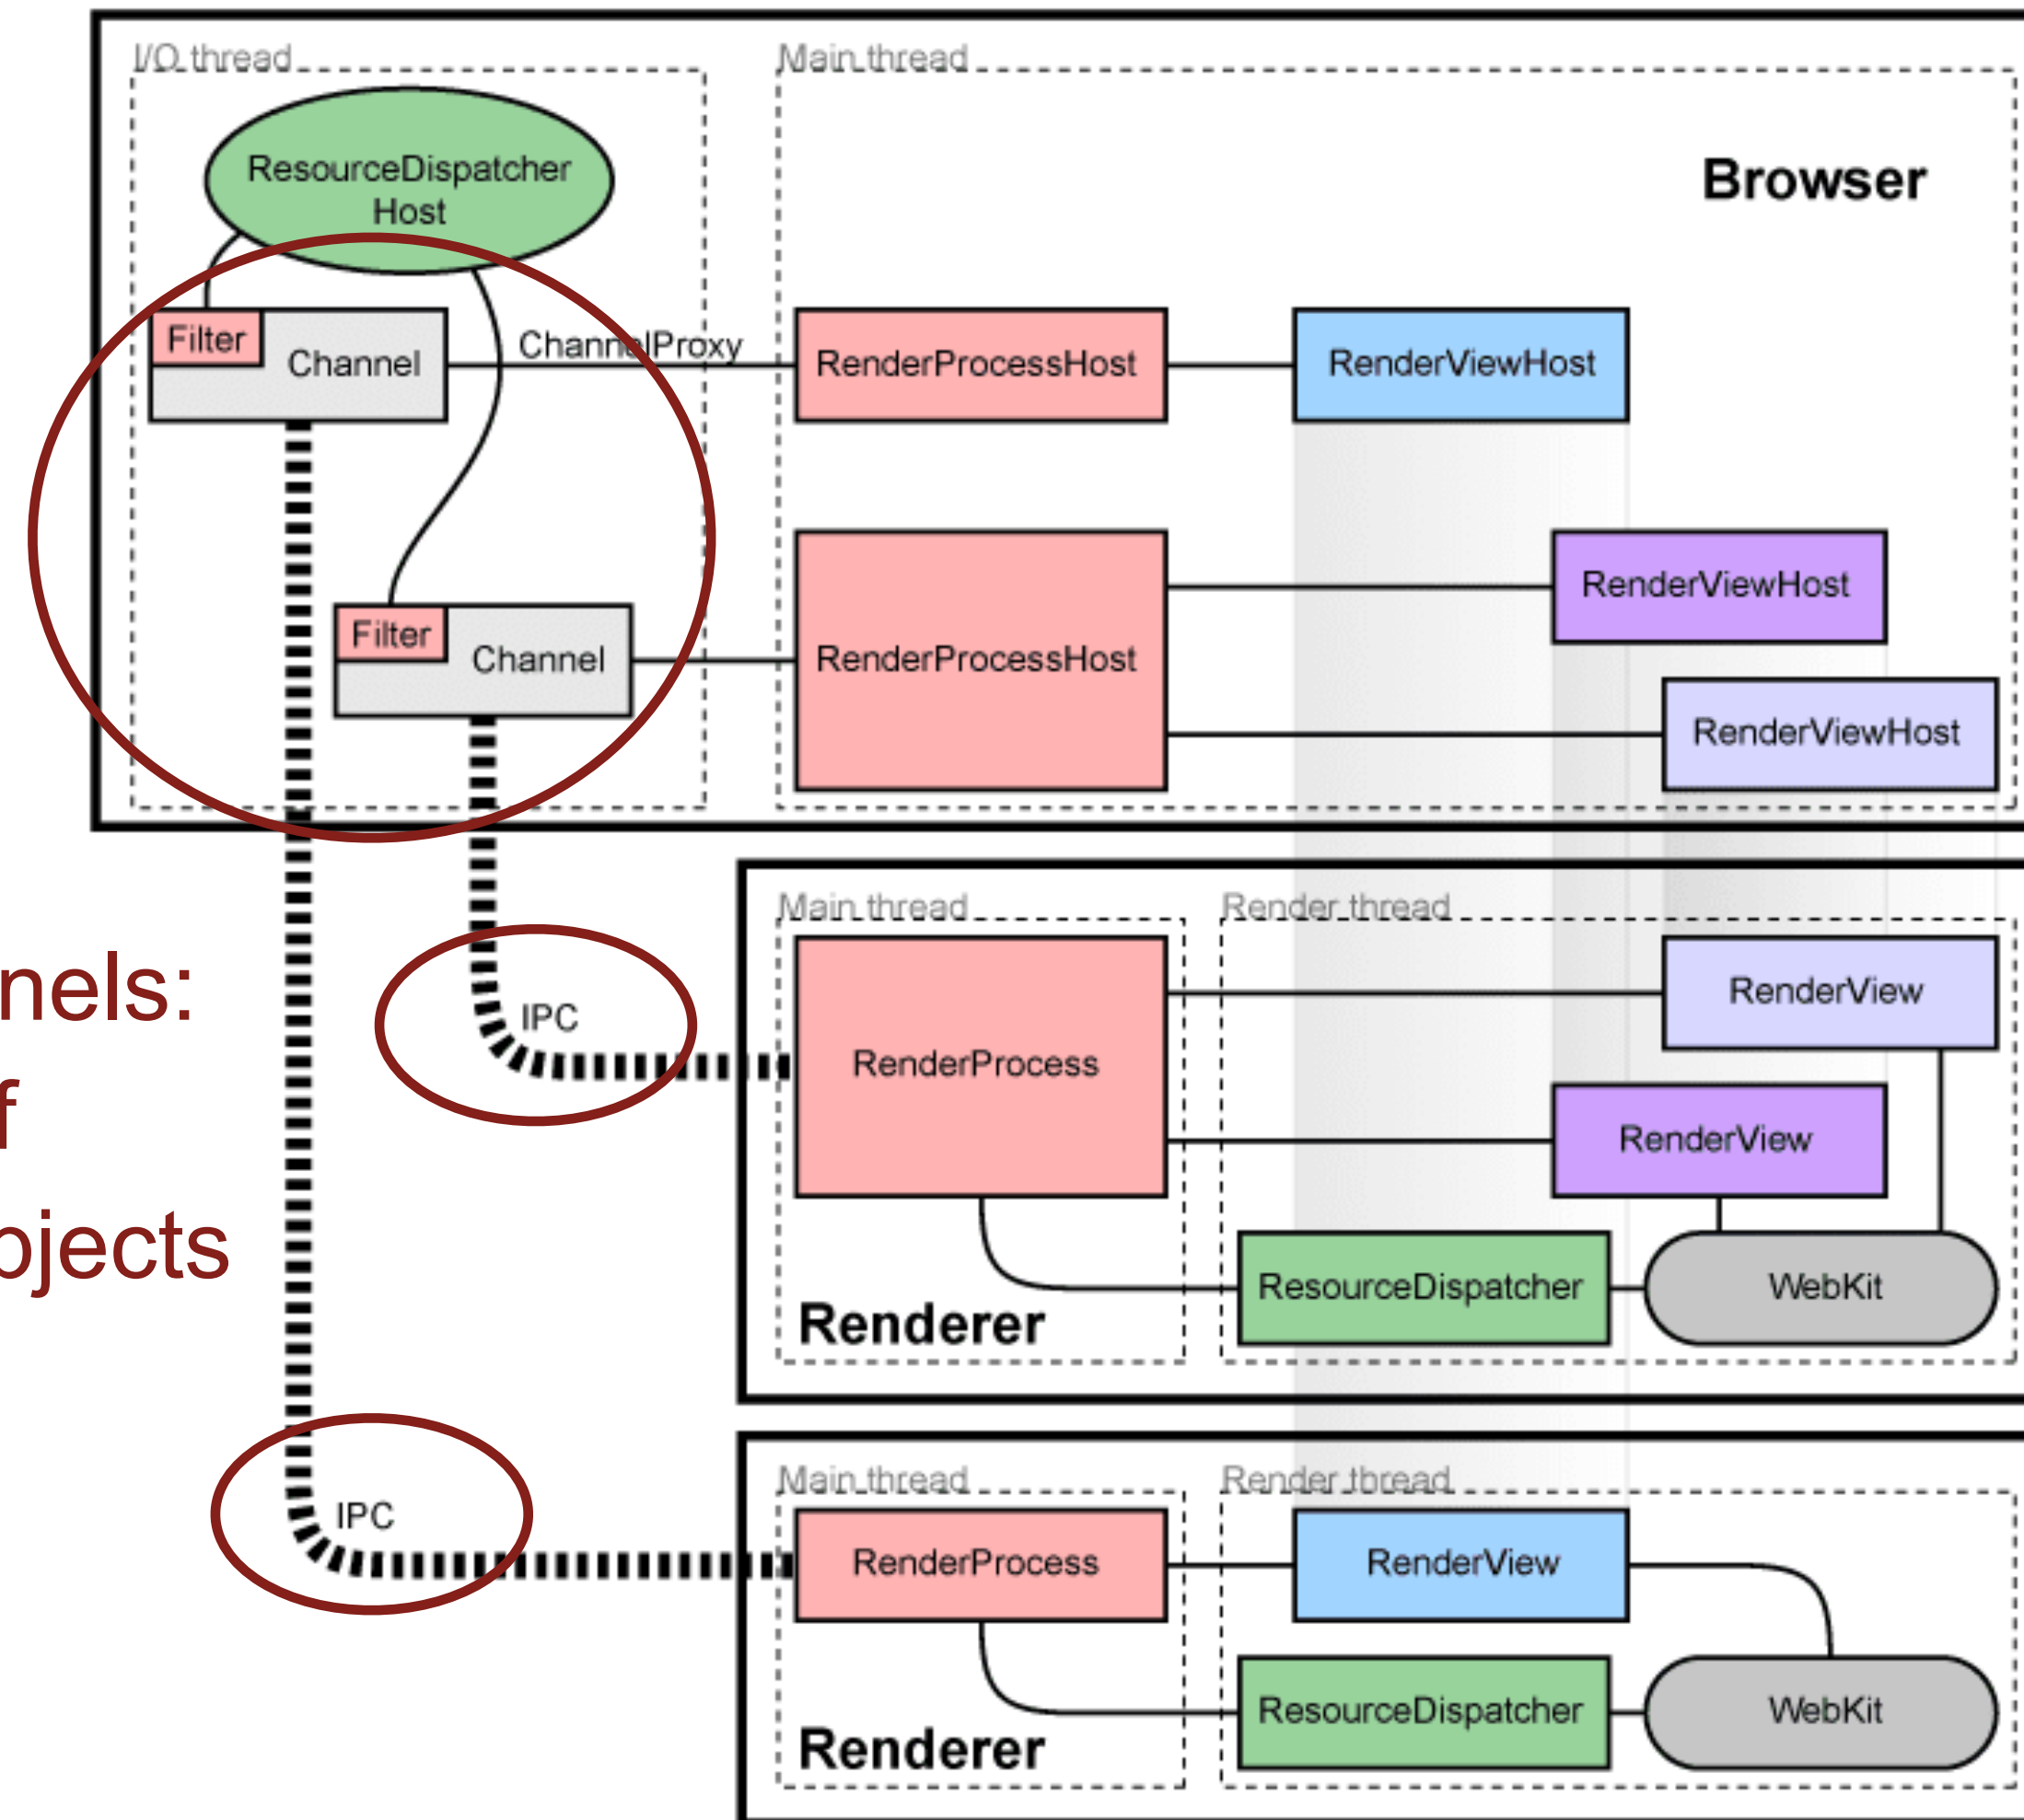 I/O thread
Main thread
ResourceDispatcher
Host
Browser
Filter
Channel
ChannelProxy
RenderProcessHost
RenderViewHost
RenderViewHost
Filter
Channel
RenderProcessHost
RenderViewHost
Main thread
Render thread
nels:
f
bjects
IPC
RenderProcess
RenderView
RenderView
ResourceDispatcher
WebKit
Renderer
Main thread
Render thread
IPC
RenderProcess
RenderView
ResourceDispatcher
WebKit
Renderer